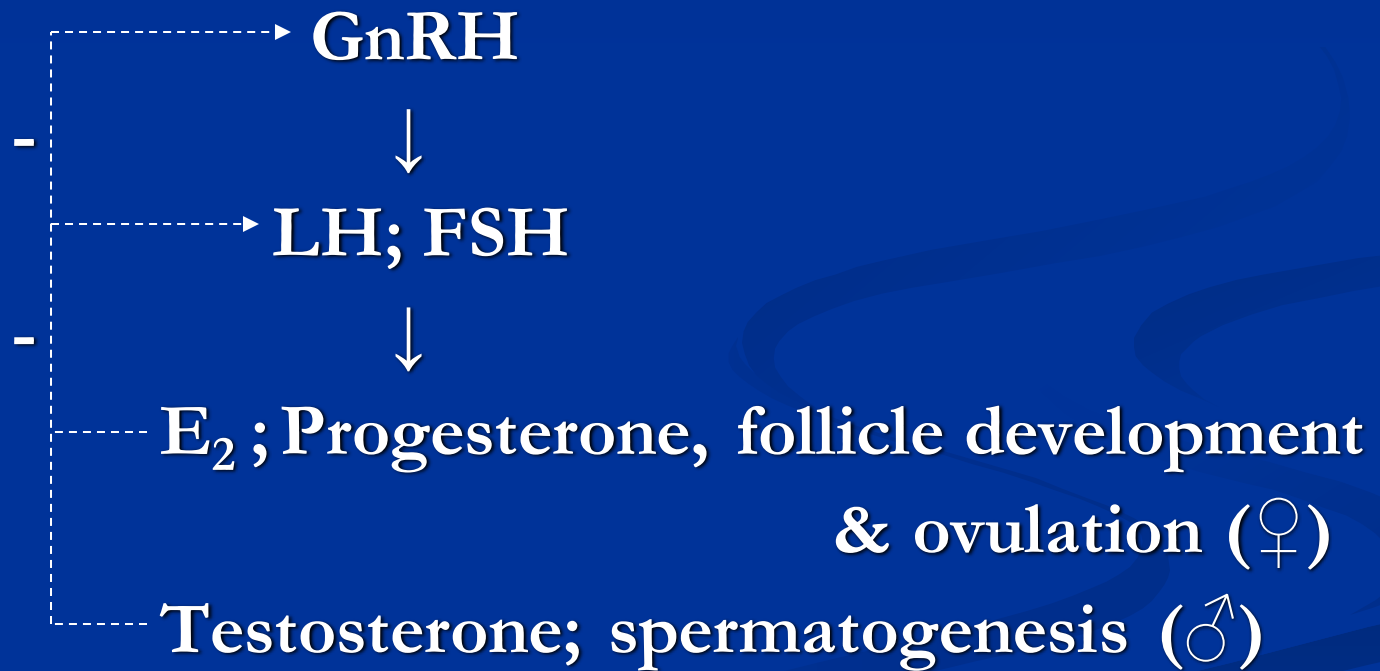 GnRH
↓
-
LH; FSH
↓
-
E₂ ; Progesterone, follicle development
& ovulation (♀)
Testosterone; spermatogenesis (♂)